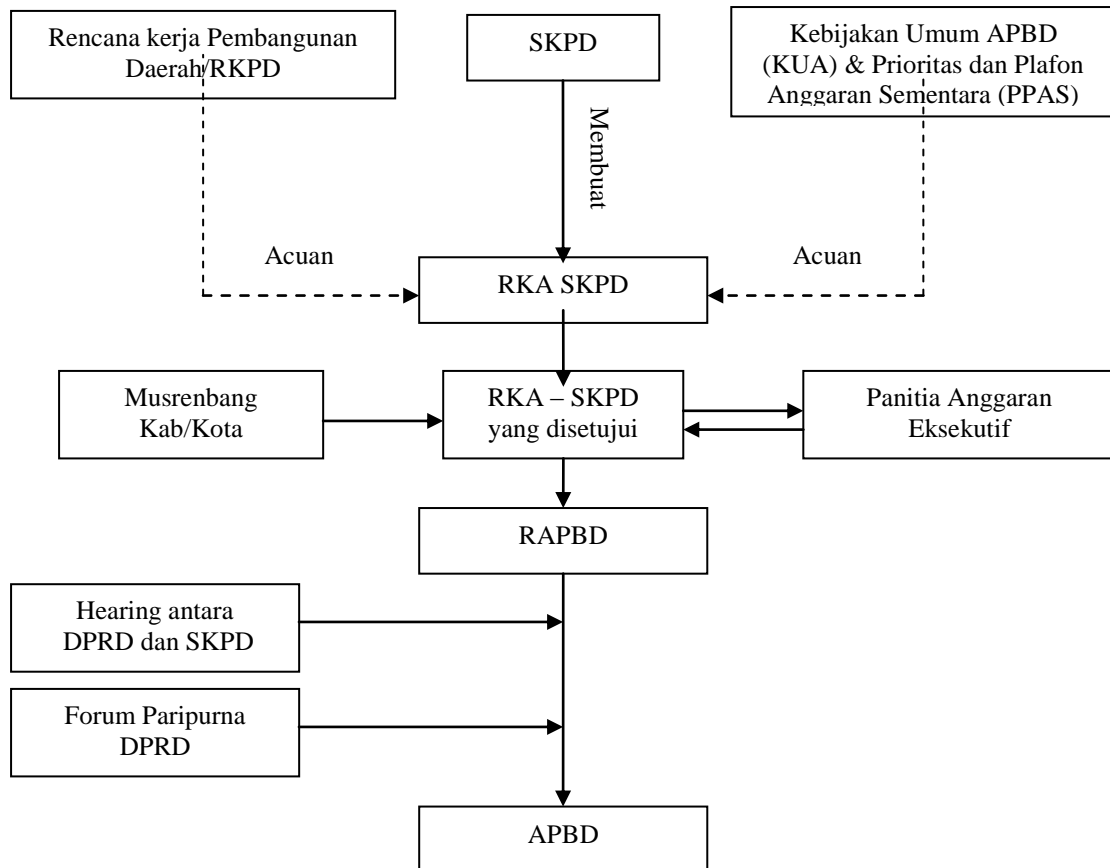 Rencana kerja Pembangunan
Daerah/RKPD
SKPD
Kebijakan Umum APBD
(KUA) & Prioritas dan Plafon
Anggaran Sementara (PPAS)
Membuat
Acuan
Acuan
RKA SKPD
Musrenbang
Kab/Kota
RKA – SKPD
yang disetujui
Panitia Anggaran
Eksekutif
RAPBD
Hearing antara
DPRD dan SKPD
Forum Paripurna
DPRD
APBD